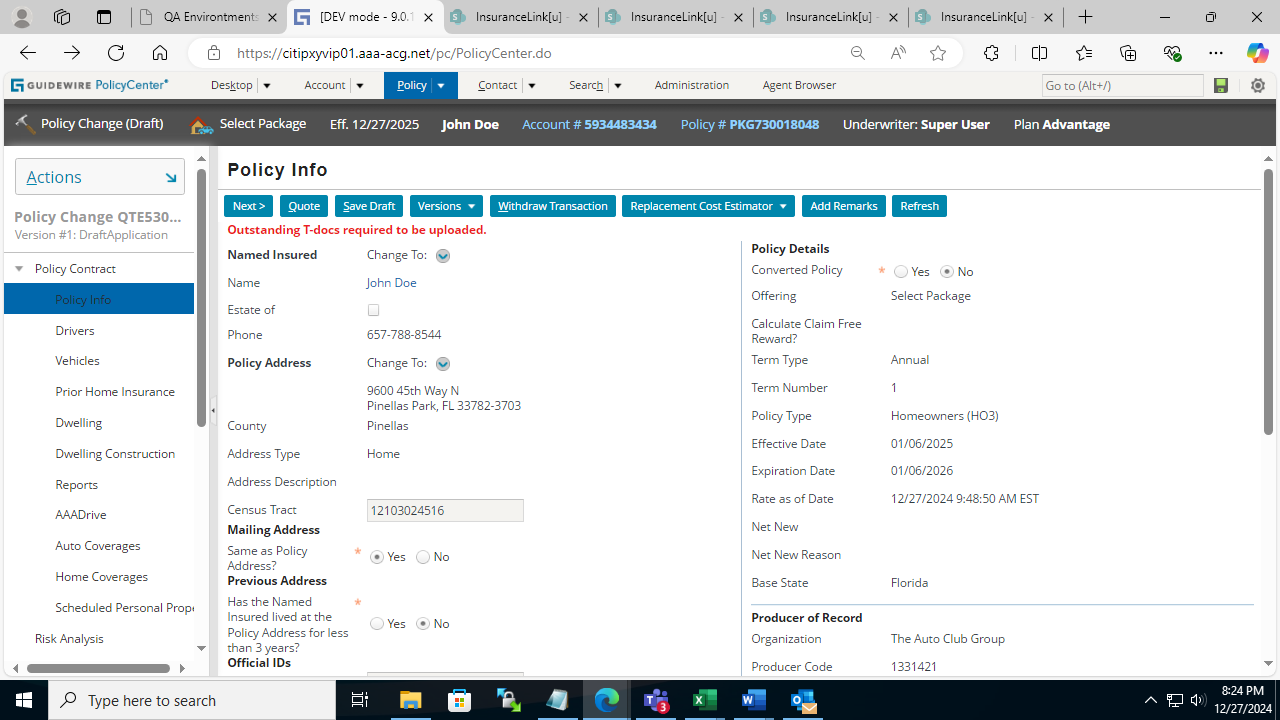 QA Environments
[DEV mode - 9.0.1
InsuranceLink[u] -
InsuranceLink[u] -
InsuranceLink[u] -
InsuranceLink[u] -
https://citipxyvip01.aaa-acg.net/pc/PolicyCenter.do
GUIDEWIRE PolicyCenter®
Desktop
Account
Policy
Contact
Search
Administration
Agent Browser
Go to (Alt+/)
Policy Change (Draft)
Select Package
Eff. 12/27/2025
John Doe
Account # 5934483434
Policy # PKG730018048
Underwriter: Super User
Plan Advantage
Actions
Policy Change QTE530...
Version #1: DraftApplication
Policy Contract
Policy Info
Drivers
Vehicles
Prior Home Insurance
Dwelling
Dwelling Construction
Reports
AAADrive
Auto Coverages
Home Coverages
Scheduled Personal Prope
Risk Analysis
Policy Info
Next >
Quote
Save Draft
Versions
Withdraw Transaction
Replacement Cost Estimator
Add Remarks
Refresh
Outstanding T-docs required to be uploaded.
Named Insured
Change To:
Name
John Doe
Estate of
Phone
657-788-8544
Policy Address
Change To:
9600 45th Way N
Pinellas Park, FL 33782-3703
County
Pinellas
Address Type
Home
Address Description
Census Tract
12103024516
Mailing Address
Same as Policy
Address?
* Yes No
Previous Address
Has the Named
Insured lived at the
Policy Address for less
than 3 years?
* Yes No
Official IDs
Policy Details
Converted Policy
* Yes No
Offering
Select Package
Calculate Claim Free
Reward?
Term Type
Annual
Term Number
1
Policy Type
Homeowners (HO3)
Effective Date
01/06/2025
Expiration Date
01/06/2026
Rate as of Date
12/27/2024 9:48:50 AM EST
Net New
Net New Reason
Base State
Florida
Producer of Record
Organization
The Auto Club Group
Producer Code
1331421
Type here to search
3
8:24 PM
12/27/2024